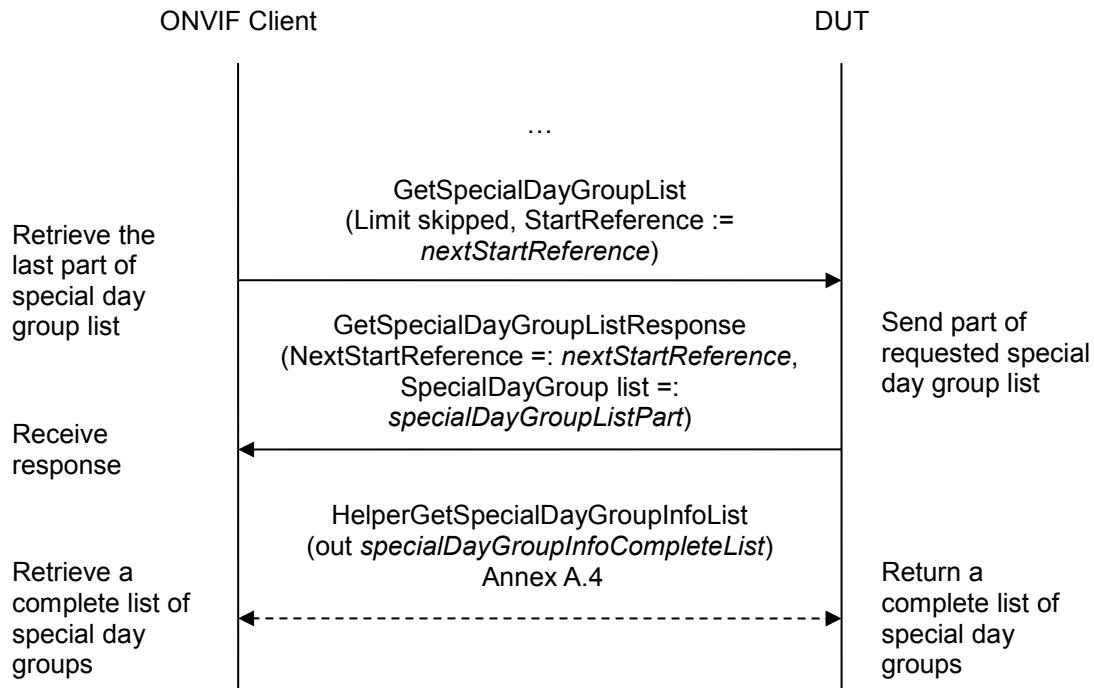 ONVIF Client
DUT
…
GetSpecialDayGroupList
(Limit skipped, StartReference :=
nextStartReference)
Retrieve the
last part of
special day
group list
GetSpecialDayGroupListResponse
(NextStartReference =: nextStartReference,
SpecialDayGroup list =:
specialDayGroupListPart)
Send part of
requested special
day group list
Receive
response
HelperGetSpecialDayGroupInfoList
(out specialDayGroupInfoCompleteList)
Annex A.4
Retrieve a
complete list of
special day
groups
Return a
complete list of
special day
groups